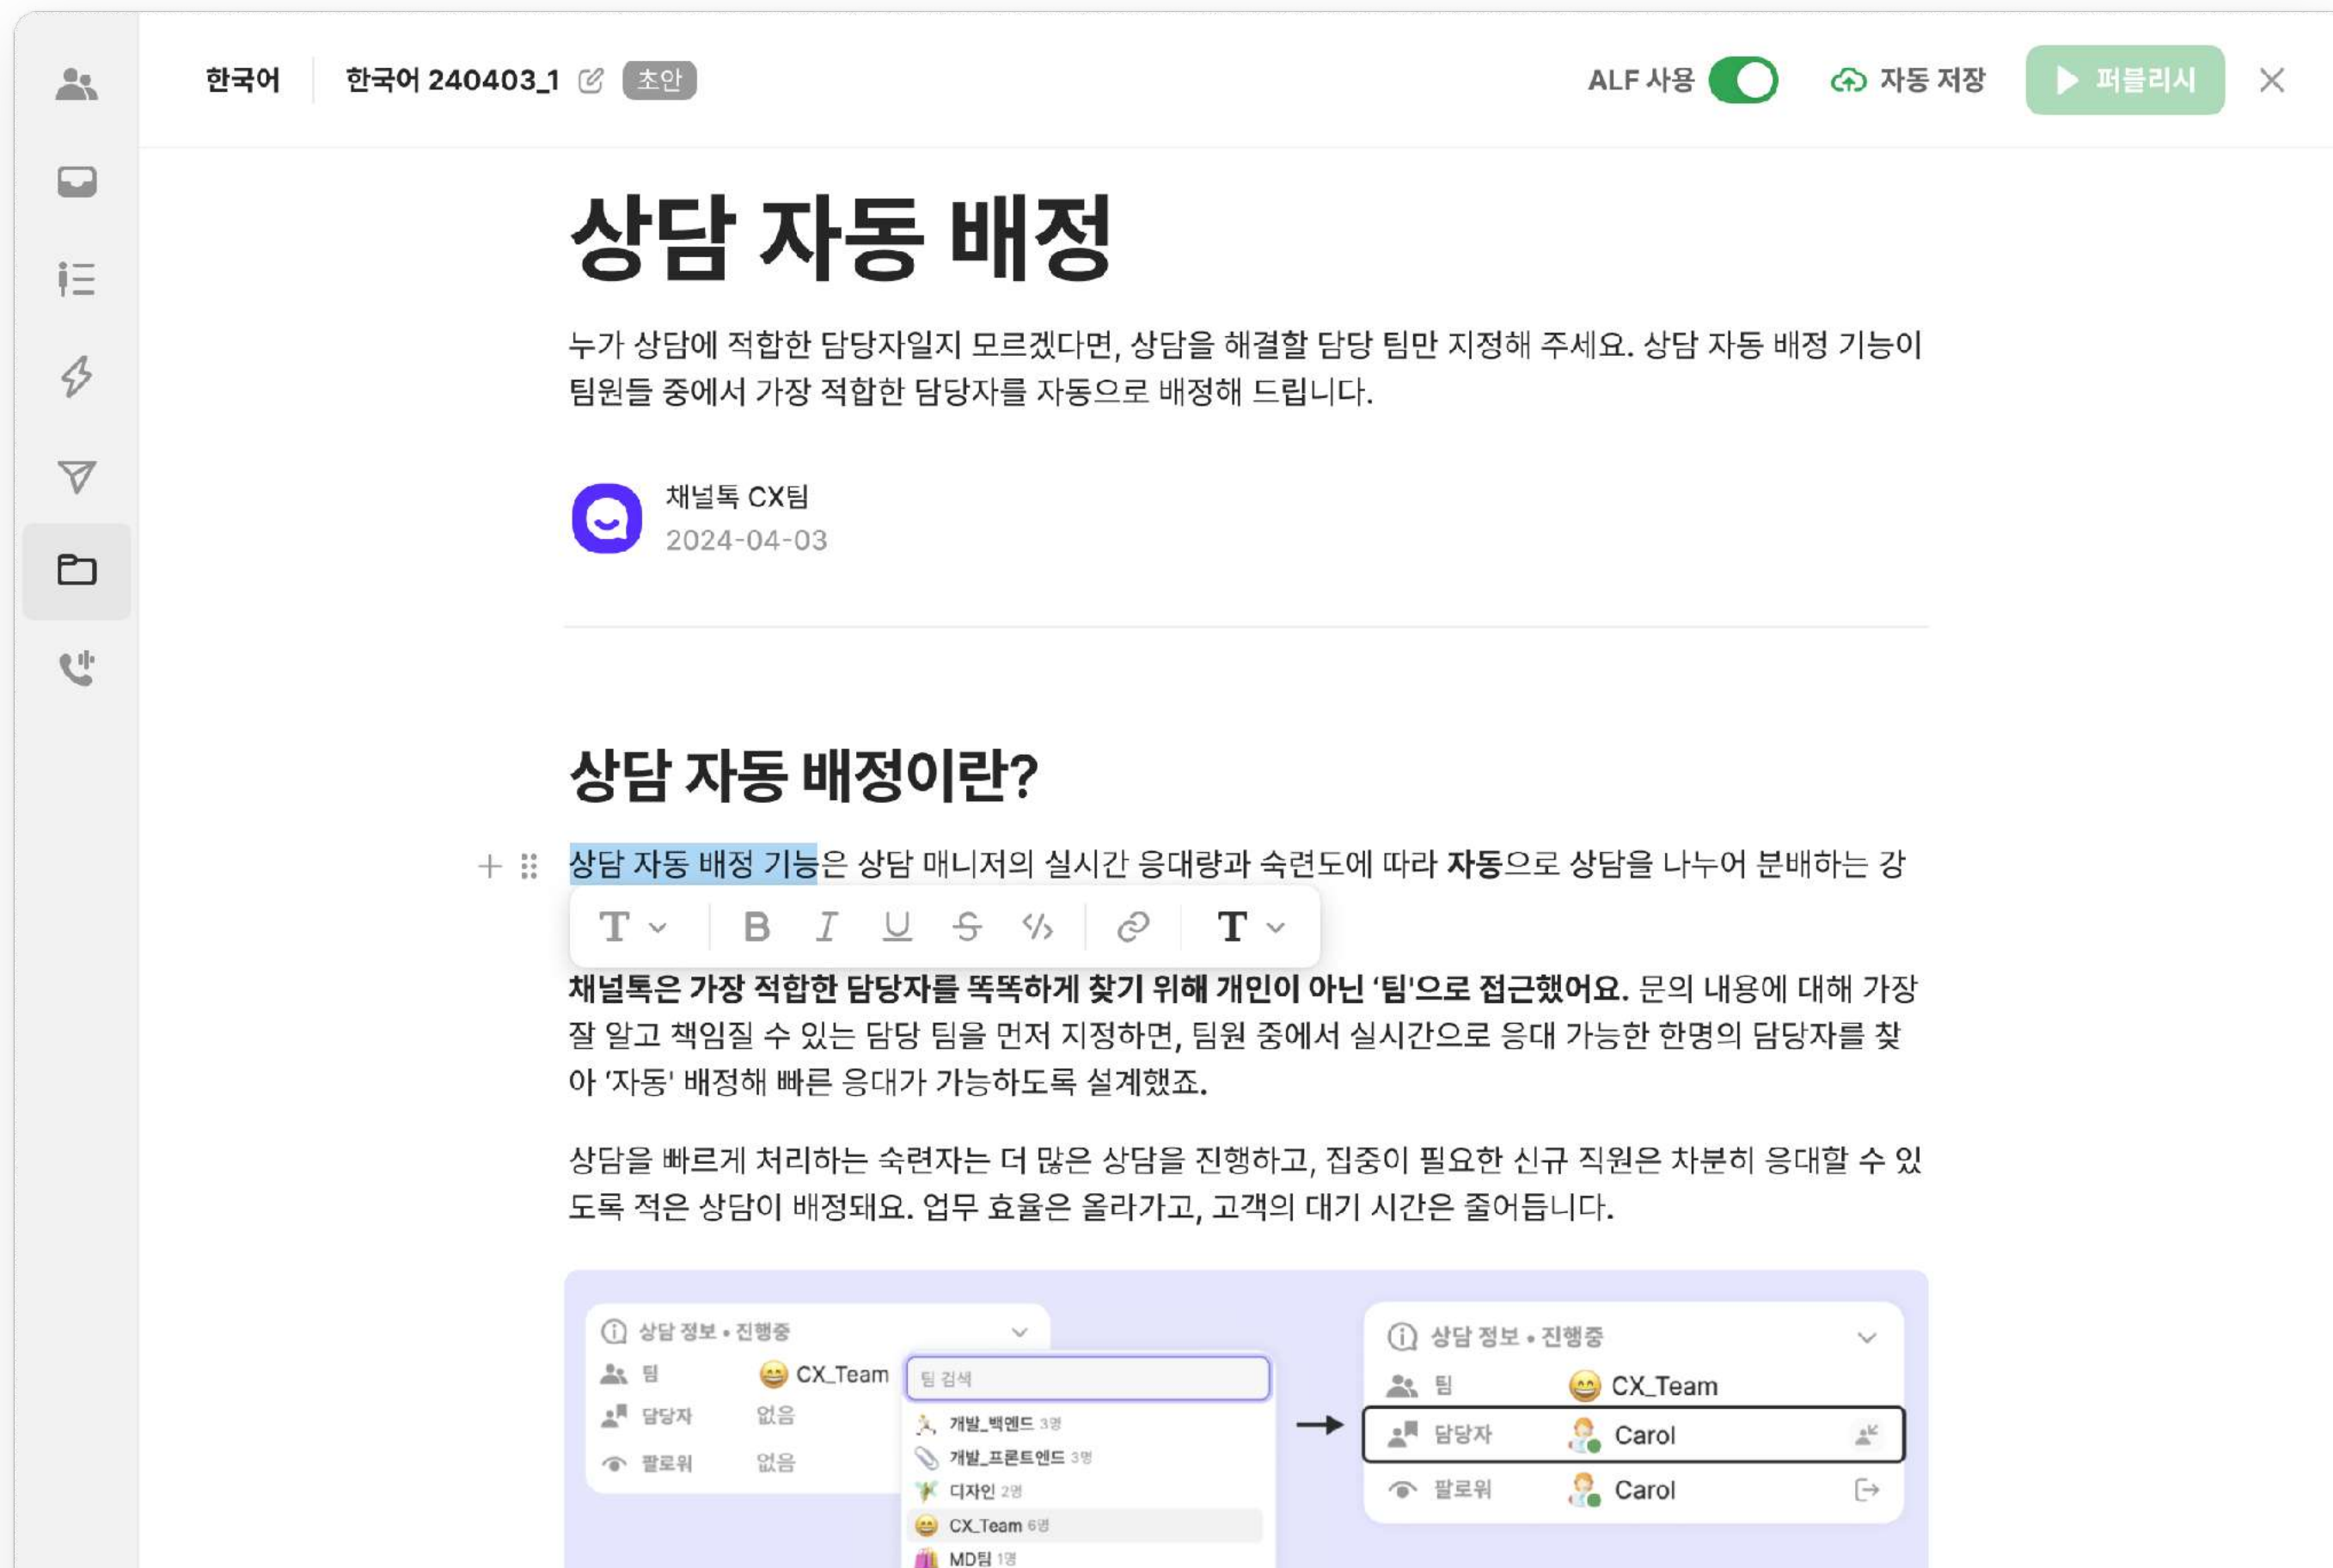 한국어
한국어 240403_1
초안
ALF 사용
자동 저장
퍼블리시
상담 자동 배정
누가 상담에 적합한 담당자일지 모르겠다면, 상담을 해결할 담당 팀만 지정해 주세요. 상담 자동 배정 기능이
팀원들 중에서 가장 적합한 담당자를 자동으로 배정해 드립니다.
채널톡 CX팀
2024-04-03
상담 자동 배정이란?
상담 자동 배정 기능은 상담 매니저의 실시간 응대량과 숙련도에 따라 자동으로 상담을 나누어 분배하는 강
T
B I U S </>
T
채널톡은 가장 적합한 담당자를 똑똑하게 찾기 위해 개인이 아닌 ‘팀'으로 접근했어요. 문의 내용에 대해 가장
잘 알고 책임질 수 있는 담당 팀을 먼저 지정하면, 팀원 중에서 실시간으로 응대 가능한 한명의 담당자를 찾
아 ‘자동' 배정해 빠른 응대가 가능하도록 설계했죠.
상담을 빠르게 처리하는 숙련자는 더 많은 상담을 진행하고, 집중이 필요한 신규 직원은 차분히 응대할 수 있
도록 적은 상담이 배정돼요. 업무 효율은 올라가고, 고객의 대기 시간은 줄어듭니다.
상담 정보 • 진행중
팀
CX_Team
담당자
없음
팔로워
없음
팀 검색
개발_백엔드 3명
개발_프론트엔드 3명
디자인 2명
CX_Team 6명
MD팀 1명
상담 정보 • 진행중
팀
CX_Team
담당자
Carol
팔로워
Carol